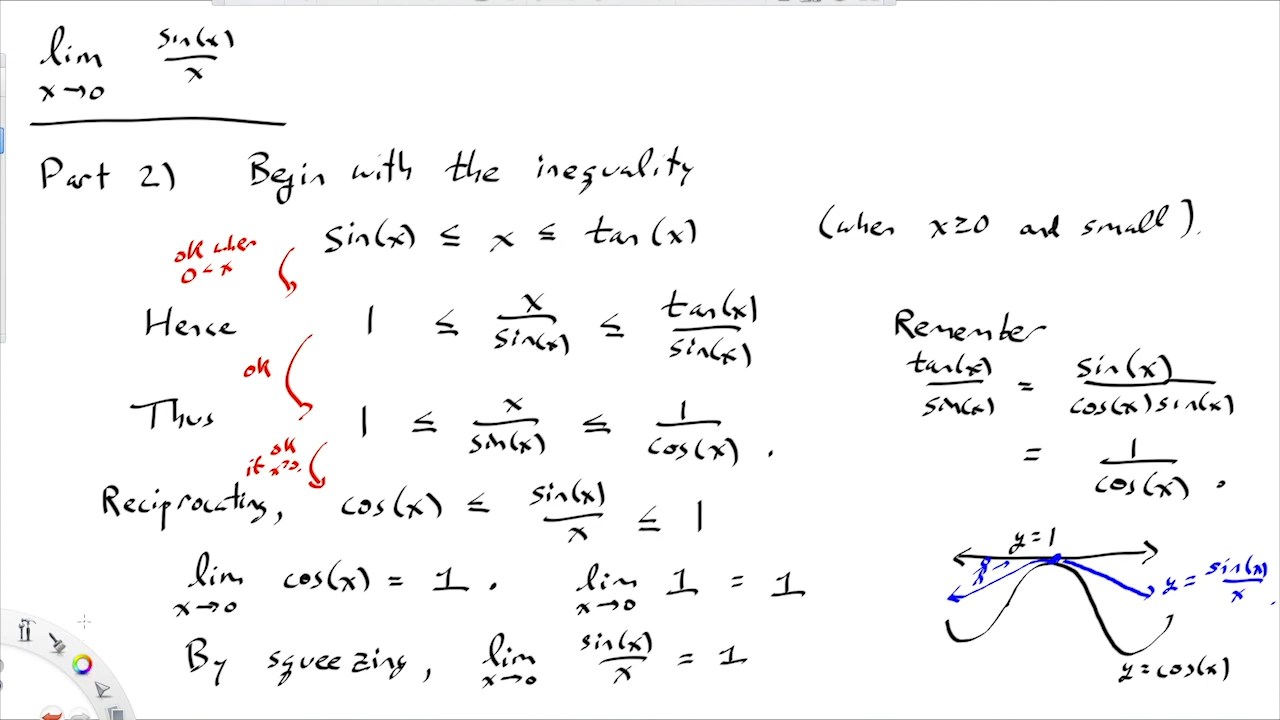 lim x→0 sin(x)/x
Part 2) Begin with the inequality
sin(x) ≤ x ≤ tan(x) (when x≥0 and small).
ok when
0 < x
Hence 1 ≤ x/sin(x) ≤ tan(x)/sin(x)
ok
Thus 1 ≤ x/sin(x) ≤ 1/cos(x).
ok
if x>0.
Reciprocating, cos(x) ≤ sin(x)/x ≤ 1
lim x→0 cos(x) = 1. lim x→0 1 = 1
By squeezing, lim x→0 sin(x)/x = 1
Remember
tan(x)/sin(x) = sin(x)/cos(x)sin(x)
= 1/cos(x).
y=1
y = sin(x)/x.
y=cos(x)